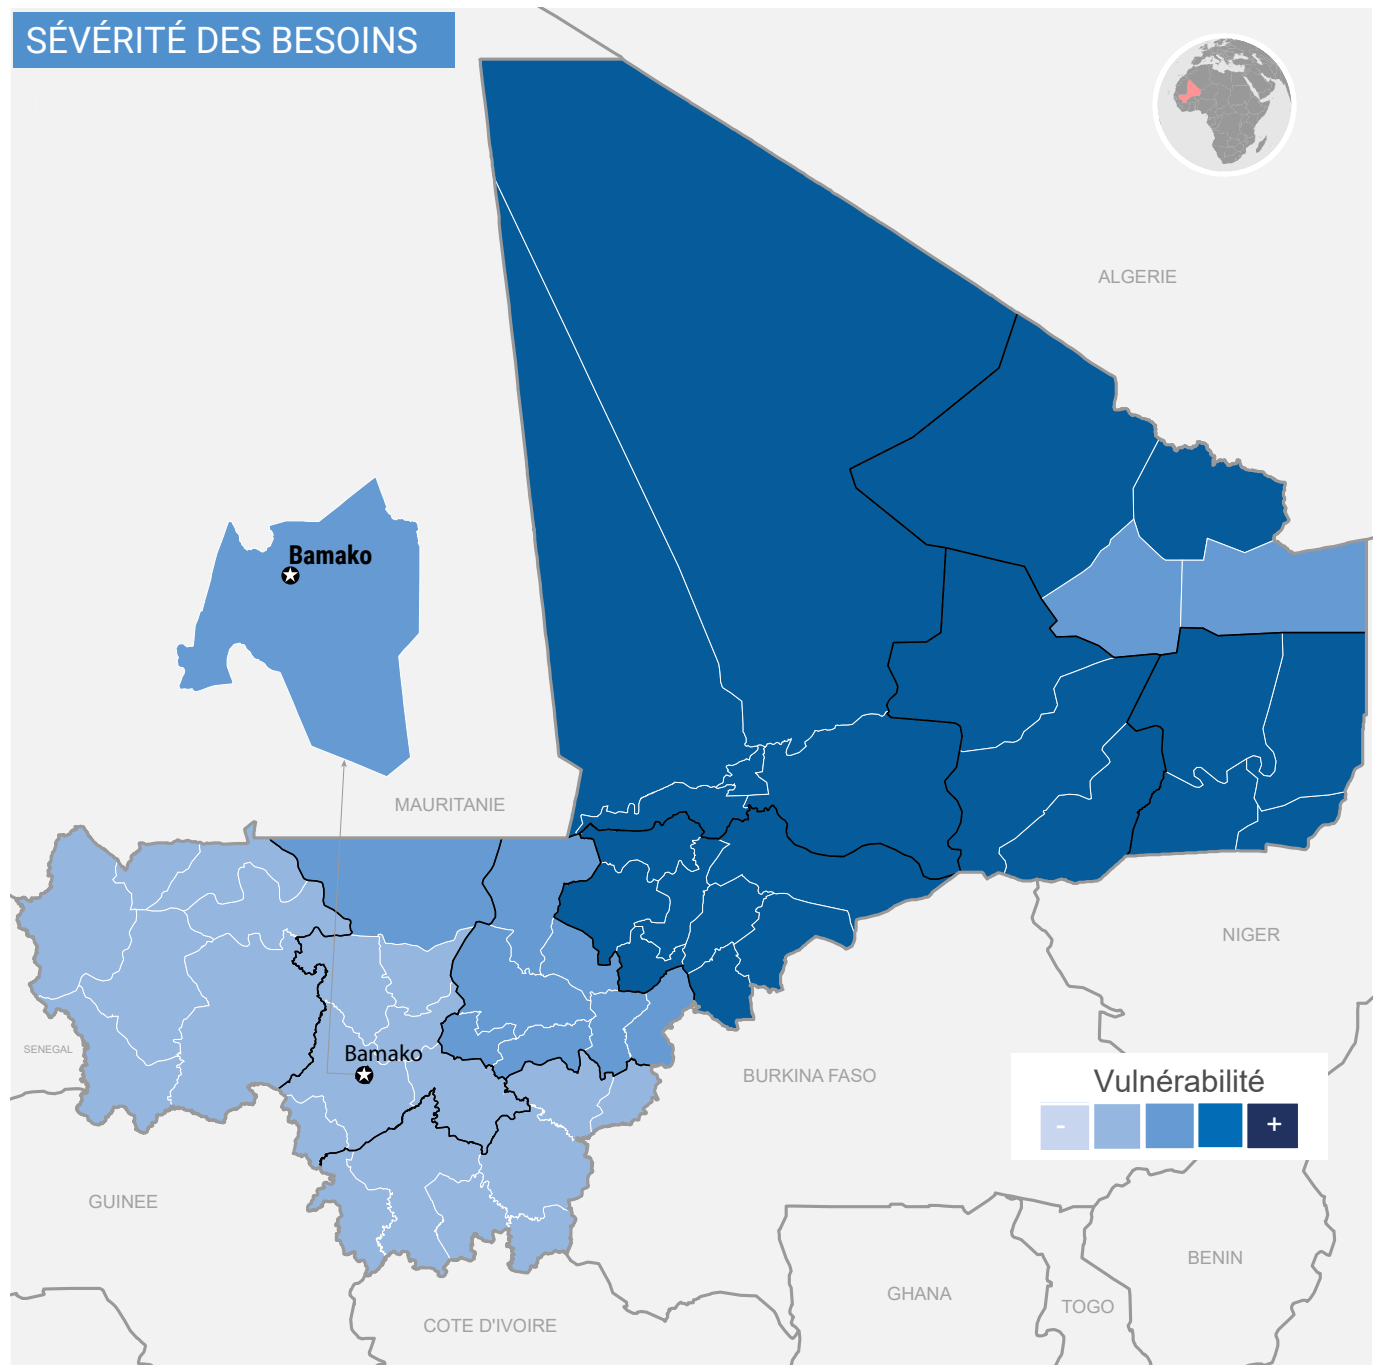 SÉVÉRITÉ DES BESOINS
ALGERIE
Bamako
MAURITANIE
NIGER
SENEGAL
Bamako
BURKINA FASO
Vulnérabilité
- +
GUINEE
BENIN
GHANA
TOGO
COTE D'IVOIRE